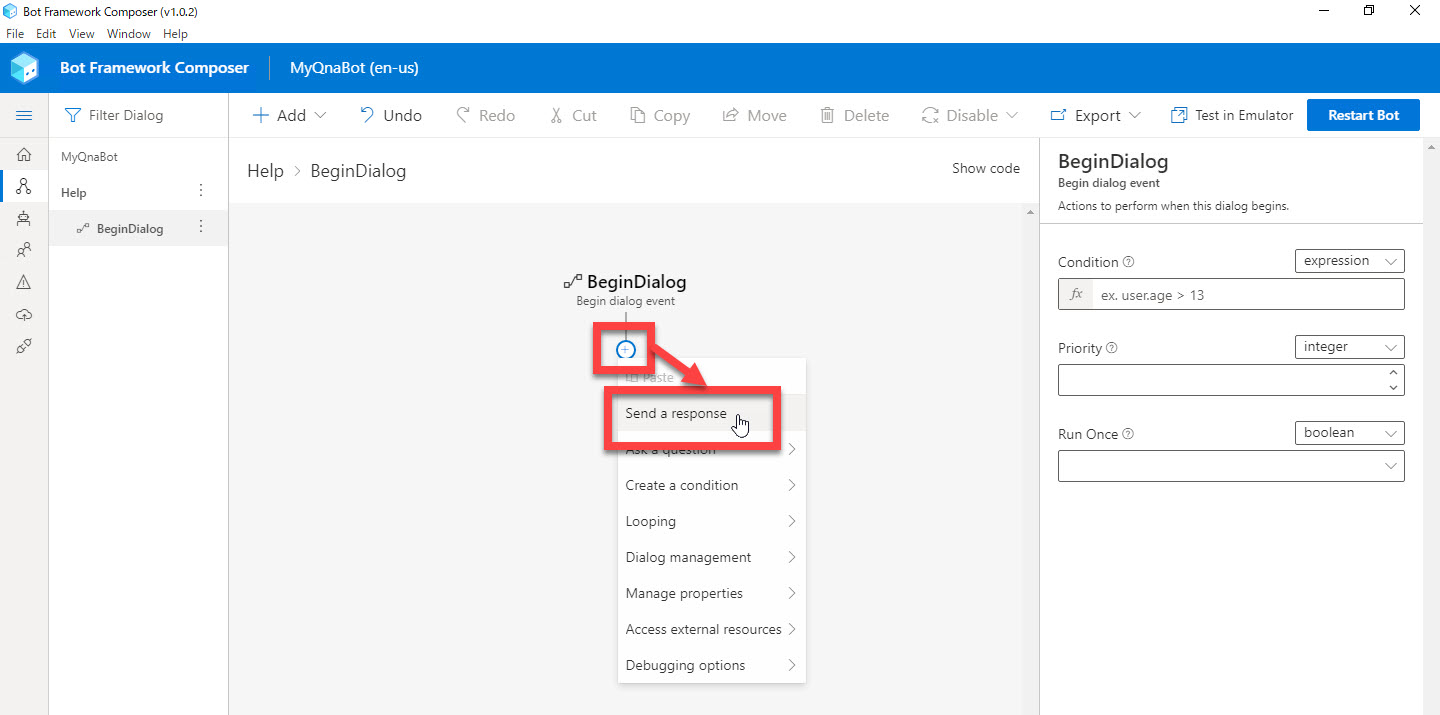 Bot Framework Composer (v1.0.2)
File Edit View Window Help
Bot Framework Composer MyQnaBot (en-us)
Filter Dialog
Add Undo Redo Cut Copy Move Delete Disable Export Test in Emulator Restart Bot
MyQnaBot
Help
BeginDialog
Help > BeginDialog
Show code
BeginDialog
Begin dialog event
Paste
Send a response
Ask a question
Create a condition
Looping
Dialog management
Manage properties
Access external resources
Debugging options
BeginDialog
Begin dialog event
Actions to perform when this dialog begins.
Condition expression
fx ex. user.age > 13
Priority integer
Run Once boolean